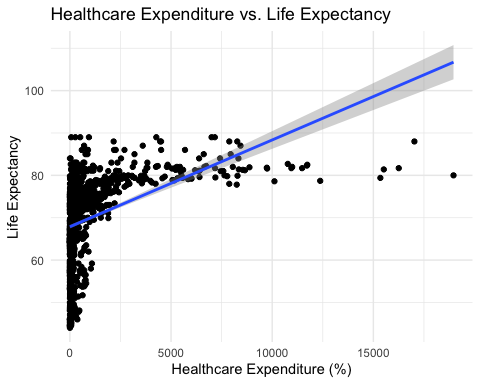 Healthcare Expenditure vs. Life Expectancy
100
80
60
Life Expectancy
0 5000 10000 15000
Healthcare Expenditure (%)